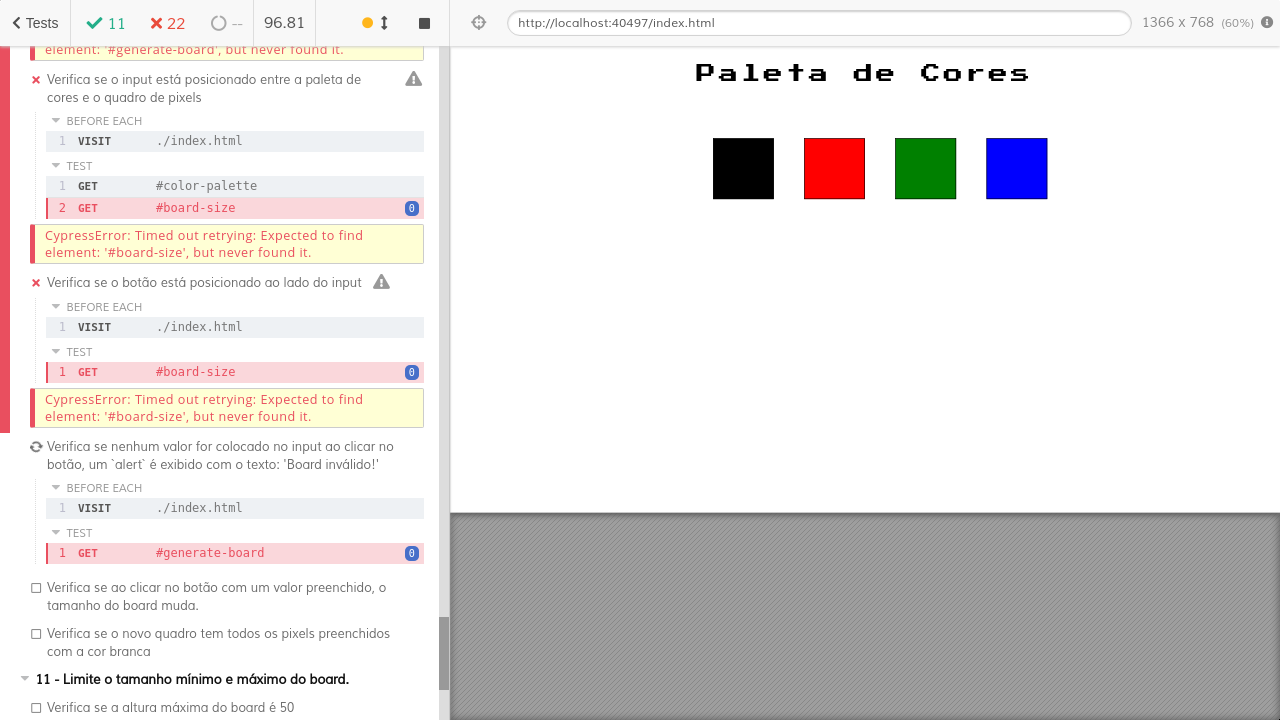 Tests
11
22
--
96.81
http://localhost:40497/index.html
1366 x 768 (60%)
element: '#generate-board', but never found it.
Verifica se o input está posicionado entre a paleta de
cores e o quadro de pixels
BEFORE EACH
1 VISIT ./index.html
TEST
1 GET #color-palette
2 GET #board-size 0
CypressError: Timed out retrying: Expected to find
element: '#board-size', but never found it.
Verifica se o botão está posicionado ao lado do input
BEFORE EACH
1 VISIT ./index.html
TEST
1 GET #board-size 0
CypressError: Timed out retrying: Expected to find
element: '#board-size', but never found it.
Verifica se nenhum valor for colocado no input ao clicar no
botão, um `alert` é exibido com o texto: 'Board inválido!'
BEFORE EACH
1 VISIT ./index.html
TEST
1 GET #generate-board 0
Verifica se ao clicar no botão com um valor preenchido, o
tamanho do board muda.
Verifica se o novo quadro tem todos os pixels preenchidos
com a cor branca
11 - Limite o tamanho mínimo e máximo do board.
Verifica se a altura máxima do board é 50
Paleta de Cores